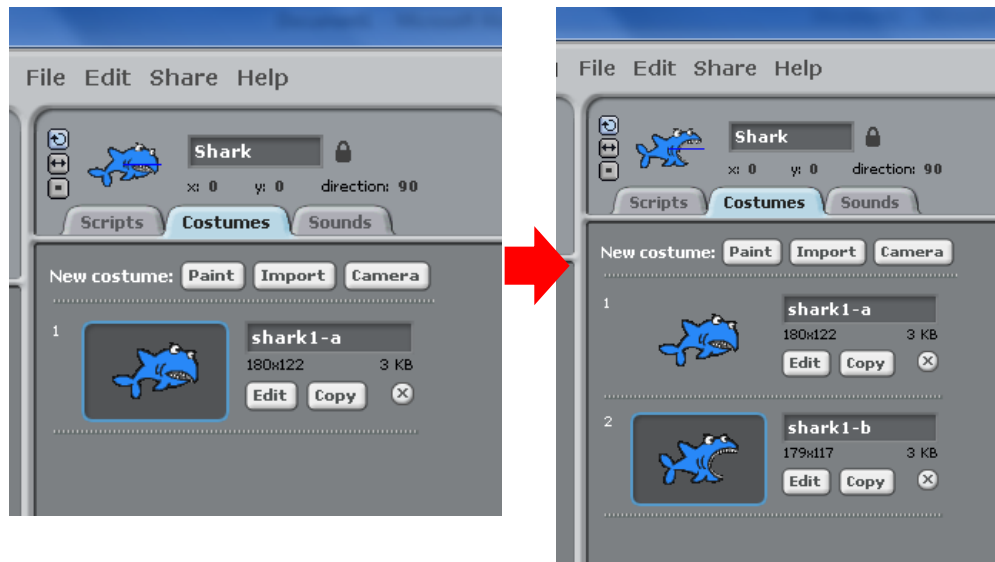 File Edit Share Help
Shark
x: 0 y: 0 direction: 90
Scripts Costumes Sounds
New costume: Paint Import Camera
1
shark1-a
180x122 3 KB
Edit Copy
File Edit Share Help
Shark
x: 0 y: 0 direction: 90
Scripts Costumes Sounds
New costume: Paint Import Camera
1
shark1-a
180x122 3 KB
Edit Copy
2
shark1-b
179x117 3 KB
Edit Copy